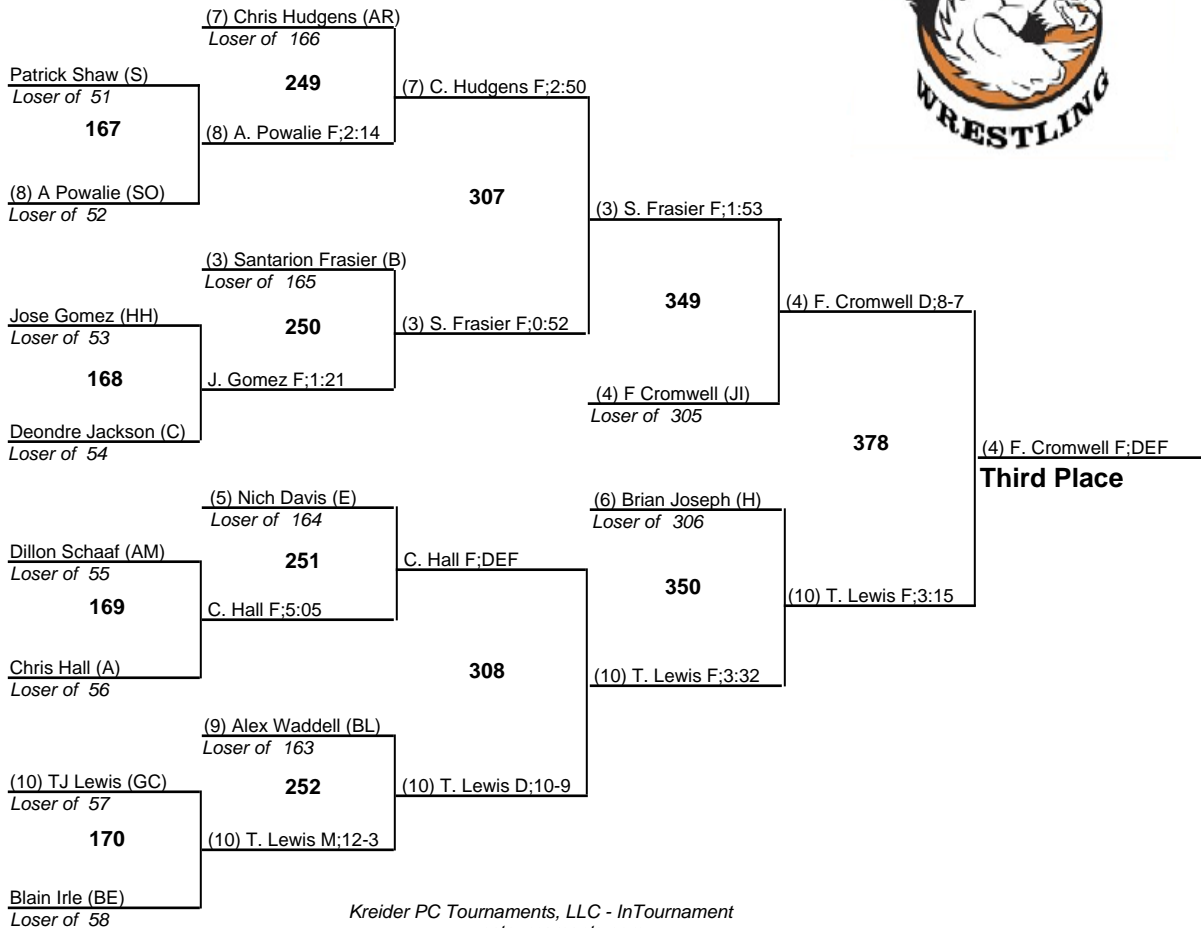 (7) Chris Hudgens (AR)
Loser of 166
249
(7) C. Hudgens F;2:50
Patrick Shaw (S)
Loser of 51
167
(8) A. Powalie F;2:14
(8) A Powalie (SO)
Loser of 52
307
(3) S. Frasier F;1:53
(3) Santarion Frasier (B)
Loser of 165
250
(3) S. Frasier F;0:52
Jose Gomez (HH)
Loser of 53
168
J. Gomez F;1:21
Deondre Jackson (C)
Loser of 54
349
(4) F. Cromwell D;8-7
(4) F Cromwell (JI)
Loser of 305
378
(4) F. Cromwell F;DEF
Third Place
(5) Nich Davis (E)
Loser of 164
251
C. Hall F;DEF
Dillon Schaaf (AM)
Loser of 55
169
C. Hall F;5:05
Chris Hall (A)
Loser of 56
(6) Brian Joseph (H)
Loser of 306
350
(10) T. Lewis F;3:15
308
(10) T. Lewis F;3:32
(9) Alex Waddell (BL)
Loser of 163
252
(10) T. Lewis D;10-9
(10) TJ Lewis (GC)
Loser of 57
170
(10) T. Lewis M;12-3
Blain Irle (BE)
Loser of 58
Kreider PC Tournaments, LLC - InTournament
WRESTLING